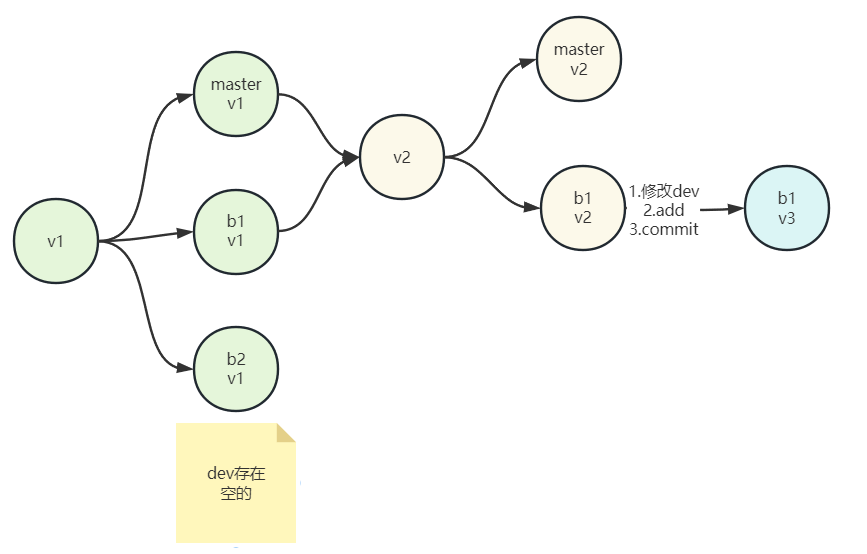 v1
master
v1
b1
v1
b2
v1
dev存在
空的
v2
master
v2
b1
v2
1.修改dev
2.add
3.commit
b1
v3